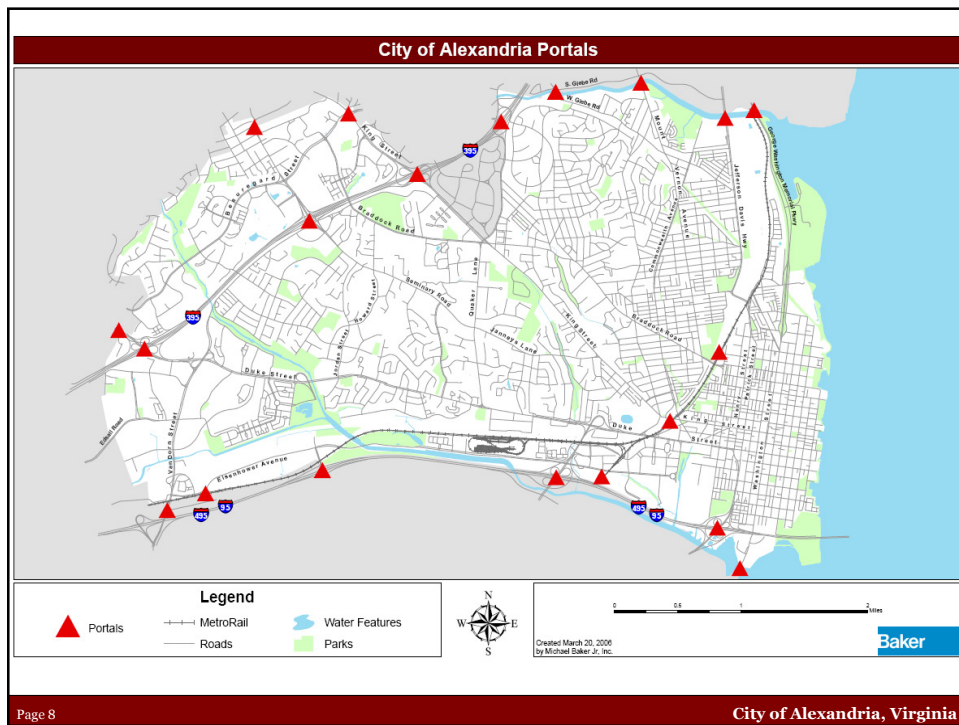 City of Alexandria Portals
S. Glebe Rd
W. Glebe Rd
King Street
395
Beauregard Street
Mount Vernon Avenue
Jefferson Davis Hwy
George Washington Memorial Pkwy
Braddock Road
Commonwealth Avenue
Quaker Lane
Seminary Road
Howard Street
Jordan Street
395
King Street
Braddock Road
Janneys Lane
Duke Street
Edsall Road
VanDorn Street
Eisenhower Avenue
Duke Street
King Street
Patrick Street
Washington Street
495
95
495
95
Legend
Portals
MetroRail
Roads
Water Features
Parks
N
W
E
S
0 0.5 1 2
Miles
Created March 20, 2006
by Michael Baker Jr, Inc.
Baker
Page 8
City of Alexandria, Virginia